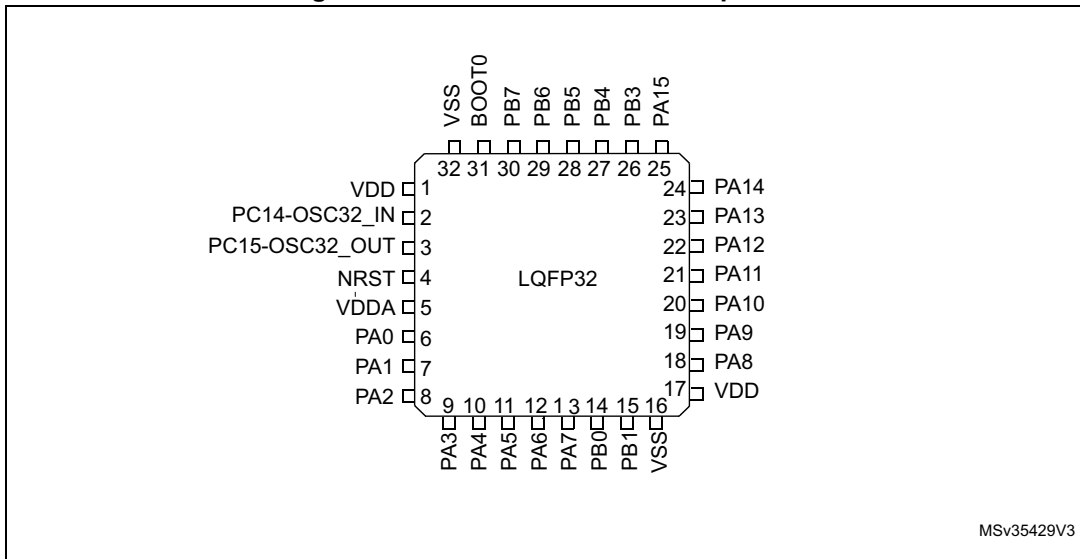 VSS
BOOT0
PB7
PB6
PB5
PB4
PB3
PA15
32 31 30 29 28 27 26 25
VDD 1
PC14-OSC32_IN 2
PC15-OSC32_OUT 3
NRST 4
VDDA 5
PA0 6
PA1 7
PA2 8
LQFP32
24 PA14
23 PA13
22 PA12
21 PA11
20 PA10
19 PA9
18 PA8
17 VDD
9 10 11 12 13 14 15 16
PA3
PA4
PA5
PA6
PA7
PB0
PB1
VSS
MSv35429V3